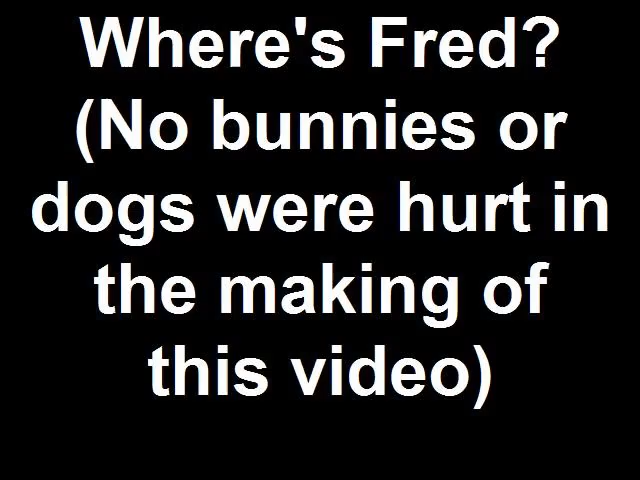 Where's Fred?
(No bunnies or
dogs were hurt in
the making of
this video)